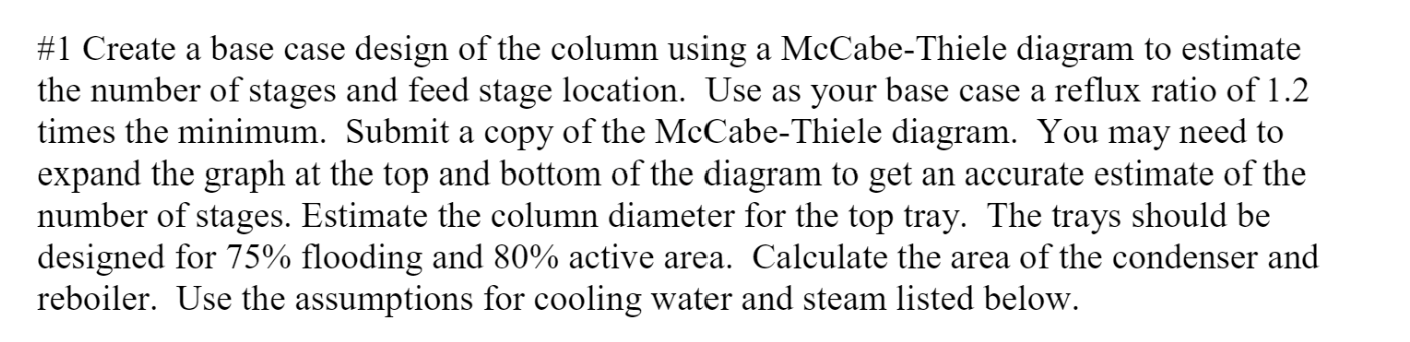 #1 Create a base case design of the column using a McCabe-Thiele diagram to estimate
the number of stages and feed stage location.  Use as your base case a reflux ratio of 1.2
times the minimum.  Submit a copy of the McCabe-Thiele diagram.  You may need to
expand the graph at the top and bottom of the diagram to get an accurate estimate of the
number of stages. Estimate the column diameter for the top tray.  The trays should be
designed for 75% flooding and 80% active area.  Calculate the area of the condenser and
reboiler.  Use the assumptions for cooling water and steam listed below.